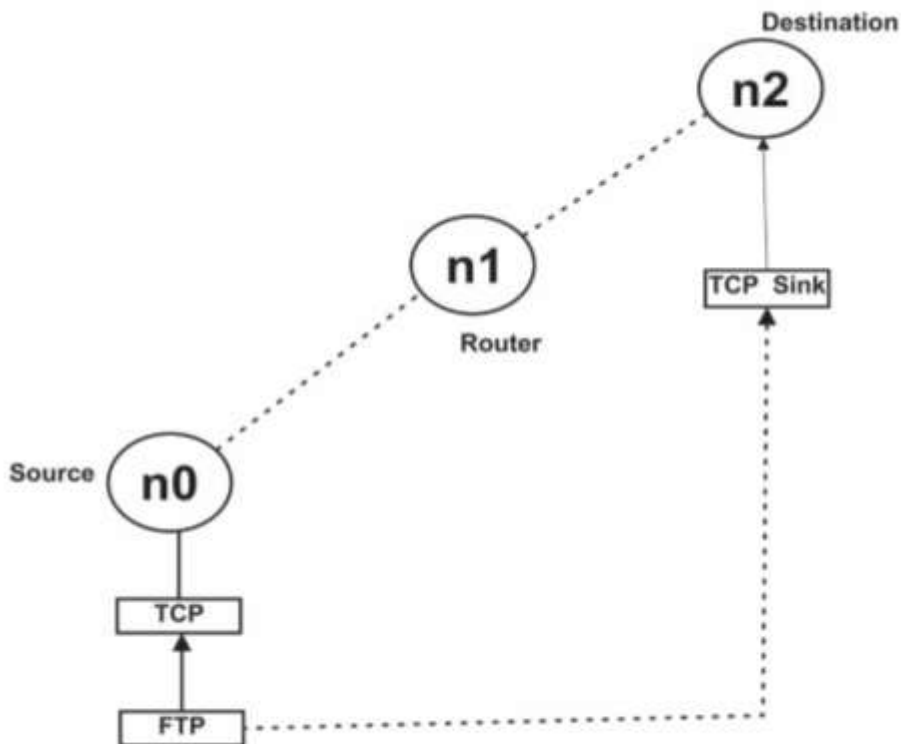 Destination
n2
n1
TCP Sink
Router
Source
n0
TCP
FTP